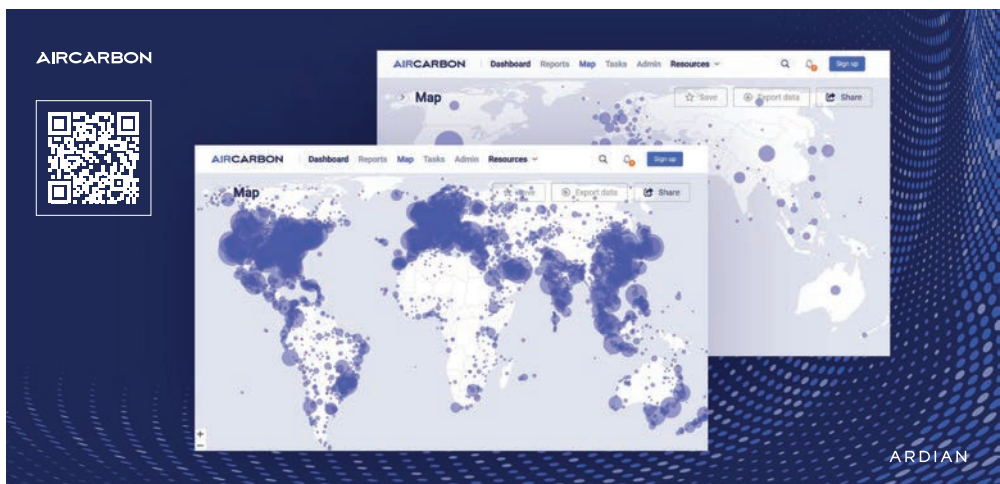 AIRCARBON
AIRCARBON Dashboard Reports Map Tasks Admin Resources Sign up
Map Save Export data Share
AIRCARBON Dashboard Reports Map Tasks Admin Resources Sign up
Map Save Export data Share
+
−
ARDIAN